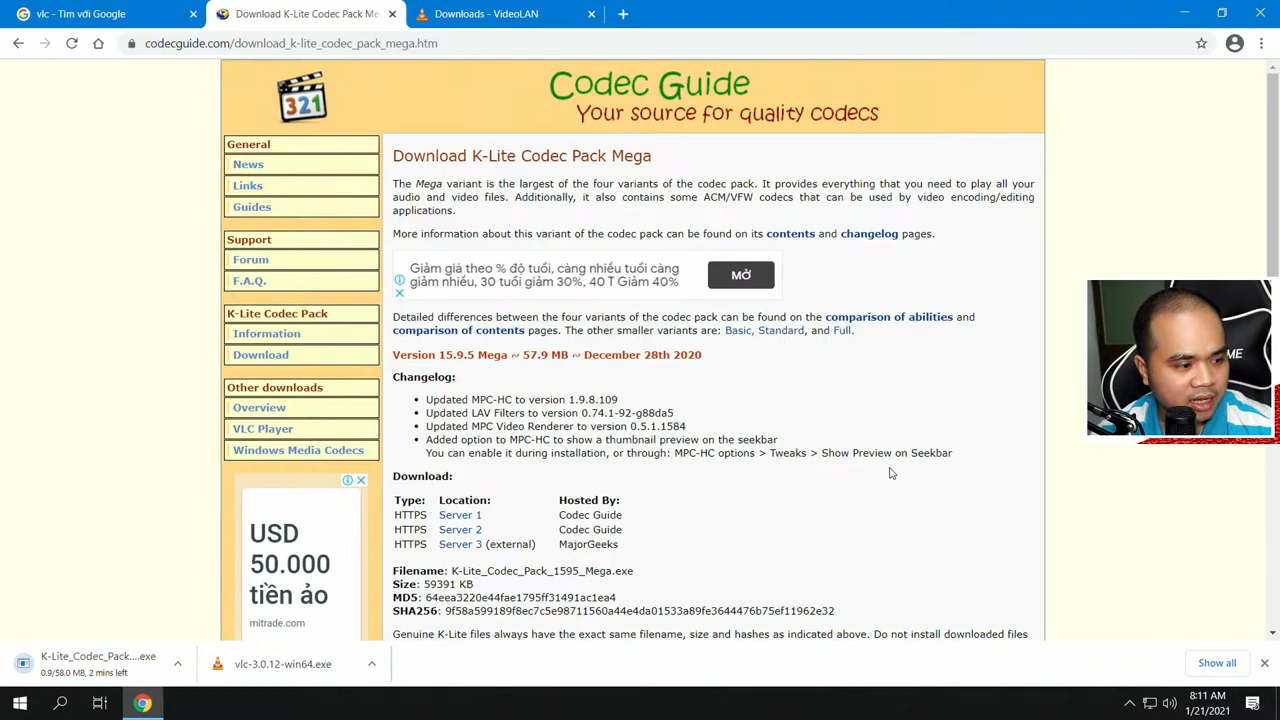 vlc - Tìm với Google
Download K-Lite Codec Pack Me
Downloads - VideoLAN
codecguide.com/download_k-lite_codec_pack_mega.htm
321
Codec Guide
Your source for quality codecs
General
News
Links
Guides
Support
Forum
F.A.Q.
K-Lite Codec Pack
Information
Download
Other downloads
Overview
VLC Player
Windows Media Codecs
USD
50.000
tiền ảo
mitrade.com
Download K-Lite Codec Pack Mega
The Mega variant is the largest of the four variants of the codec pack. It provides everything that you need to play all your
audio and video files. Additionally, it also contains some ACM/VFW codecs that can be used by video encoding/editing
applications.
More information about this variant of the codec pack can be found on its contents and changelog pages.
Giảm giá theo % độ tuổi, càng nhiều tuổi càng
giảm nhiều, 30 tuổi giảm 30%, 40 T Giảm 40%
MỞ
Detailed differences between the four variants of the codec pack can be found on the comparison of abilities and
comparison of contents pages. The other smaller variants are: Basic, Standard, and Full.
Version 15.9.5 Mega ~ 57.9 MB ~ December 28th 2020
Changelog:
Updated MPC-HC to version 1.9.8.109
Updated LAV Filters to version 0.74.1-92-g88da5
Updated MPC Video Renderer to version 0.5.1.1584
Added option to MPC-HC to show a thumbnail preview on the seekbar
You can enable it during installation, or through: MPC-HC options > Tweaks > Show Preview on Seekbar
Download:
Type: Location: Hosted By:
HTTPS Server 1 Codec Guide
HTTPS Server 2 Codec Guide
HTTPS Server 3 (external) MajorGeeks
Filename: K-Lite_Codec_Pack_1595_Mega.exe
Size: 59391 KB
MD5: 64eea3220e44fae1795ff31491ac1ea4
SHA256: 9f58a599189f8ec7c5e98711560a44e4da01533a89fe3644476b75ef11962e32
Genuine K-Lite files always have the exact same filename, size and hashes as indicated above. Do not install downloaded files
K-Lite_Codec_Pack....exe
0.9/58.0 MB, 2 mins left
vlc-3.0.12-win64.exe
Show all
8:11 AM
1/21/2021